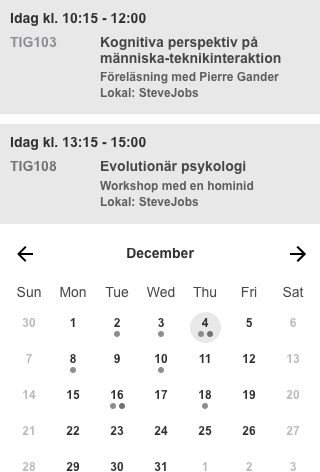 Idag kl. 10:15 - 12:00
TIG103 Kognitiva perspektiv på
människa-teknikinteraktion
Föreläsning med Pierre Gander
Lokal: SteveJobs
Idag kl. 13:15 - 15:00
TIG108 Evolutionär psykologi
Workshop med en hominid
Lokal: SteveJobs
December
Sun Mon Tue Wed Thu Fri Sat
30 1 2 3 4 5 6
7 8 9 10 11 12 13
14 15 16 17 18 19 20
21 22 23 24 25 26 27
28 29 30 31 1 2 3